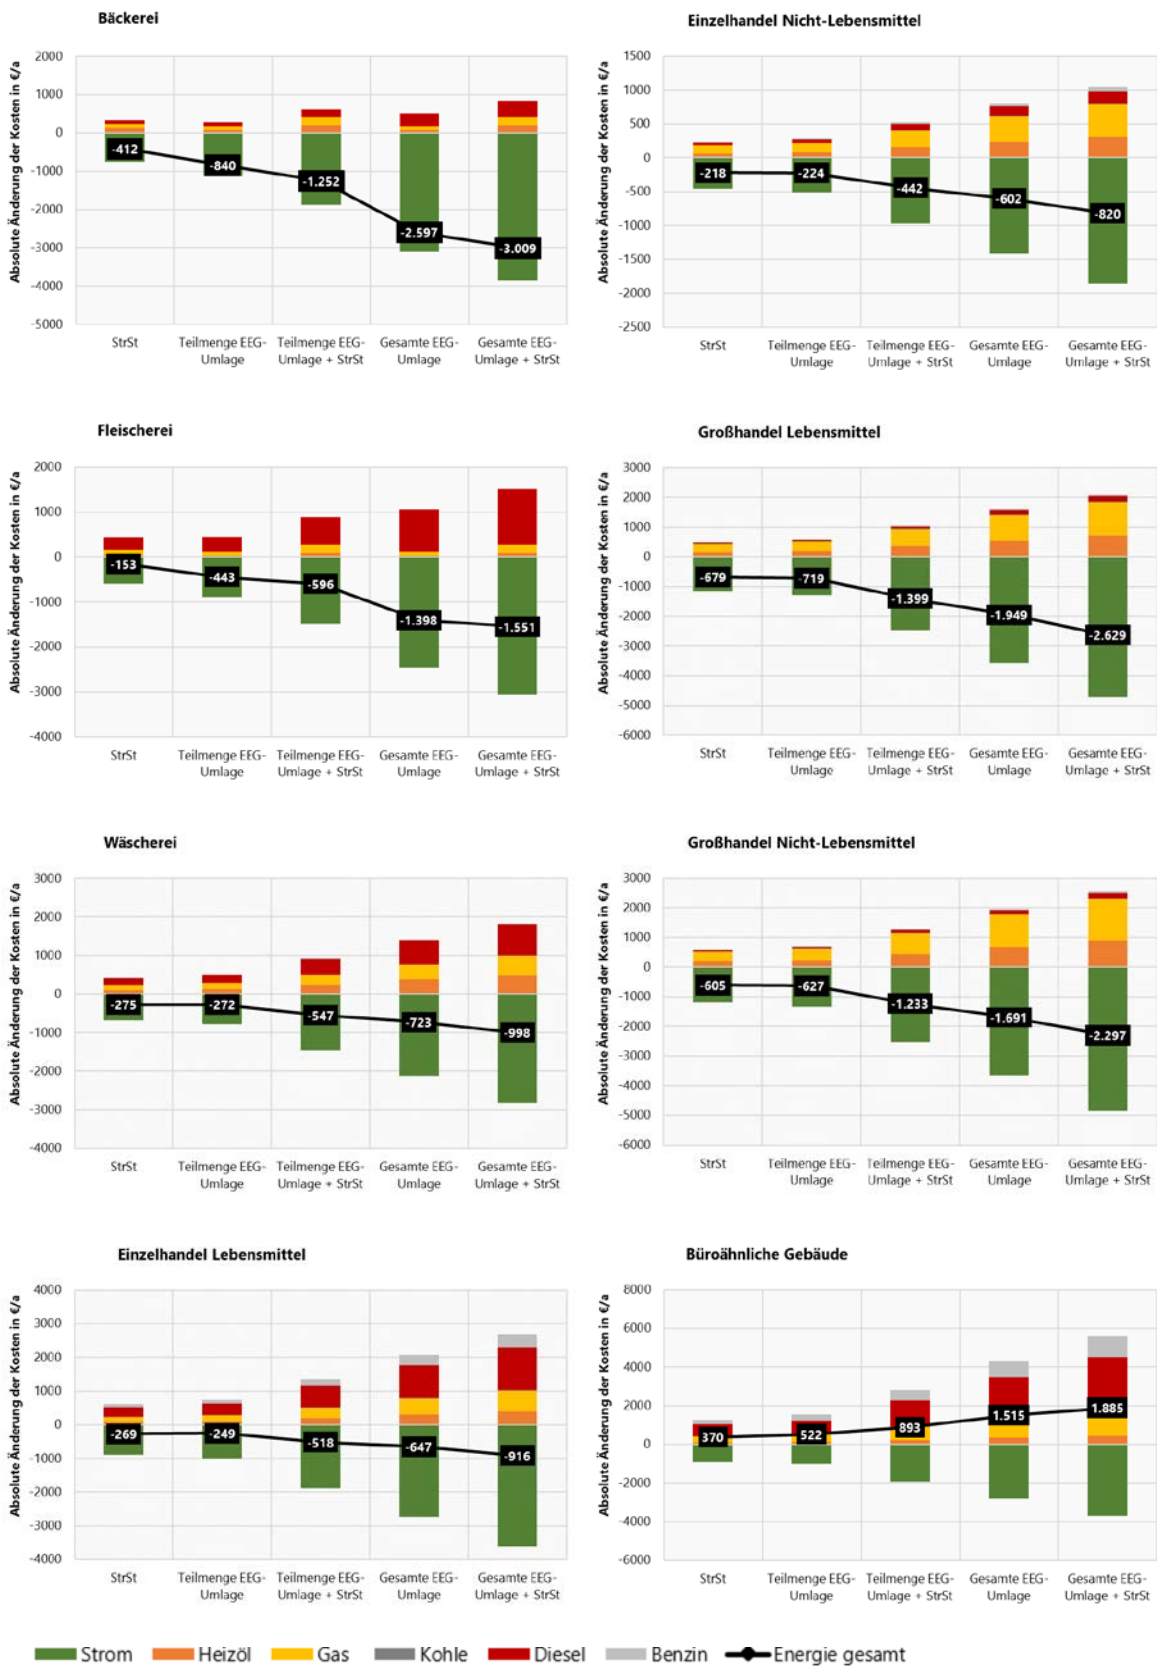 Bäckerei
Absolute Änderung der Kosten in €/a
2000
1000
0
-1000
-2000
-3000
-4000
-5000
-412
-840
-1.252
-2.597
-3.009
StrSt
Teilmenge EEG-
Umlage
Teilmenge EEG-
Umlage + StrSt
Gesamte EEG-
Umlage
Gesamte EEG-
Umlage + StrSt
Einzelhandel Nicht-Lebensmittel
Absolute Änderung der Kosten in €/a
1500
1000
500
0
-500
-1000
-1500
-2000
-2500
-218
-224
-442
-602
-820
StrSt
Teilmenge EEG-
Umlage
Teilmenge EEG-
Umlage + StrSt
Gesamte EEG-
Umlage
Gesamte EEG-
Umlage + StrSt
Fleischerei
Absolute Änderung der Kosten in €/a
2000
1000
0
-1000
-2000
-3000
-4000
-153
-443
-596
-1.398
-1.551
StrSt
Teilmenge EEG-
Umlage
Teilmenge EEG-
Umlage + StrSt
Gesamte EEG-
Umlage
Gesamte EEG-
Umlage + StrSt
Großhandel Lebensmittel
Absolute Änderung der Kosten in €/a
3000
2000
1000
0
-1000
-2000
-3000
-4000
-5000
-6000
-679
-719
-1.399
-1.949
-2.629
StrSt
Teilmenge EEG-
Umlage
Teilmenge EEG-
Umlage + StrSt
Gesamte EEG-
Umlage
Gesamte EEG-
Umlage + StrSt
Wäscherei
Absolute Änderung der Kosten in €/a
3000
2000
1000
0
-1000
-2000
-3000
-4000
-275
-272
-547
-723
-998
StrSt
Teilmenge EEG-
Umlage
Teilmenge EEG-
Umlage + StrSt
Gesamte EEG-
Umlage
Gesamte EEG-
Umlage + StrSt
Großhandel Nicht-Lebensmittel
Absolute Änderung der Kosten in €/a
3000
2000
1000
0
-1000
-2000
-3000
-4000
-5000
-6000
-605
-627
-1.233
-1.691
-2.297
StrSt
Teilmenge EEG-
Umlage
Teilmenge EEG-
Umlage + StrSt
Gesamte EEG-
Umlage
Gesamte EEG-
Umlage + StrSt
Einzelhandel Lebensmittel
Absolute Änderung der Kosten in €/a
4000
3000
2000
1000
0
-1000
-2000
-3000
-4000
-269
-249
-518
-647
-916
StrSt
Teilmenge EEG-
Umlage
Teilmenge EEG-
Umlage + StrSt
Gesamte EEG-
Umlage
Gesamte EEG-
Umlage + StrSt
Büroähnliche Gebäude
Absolute Änderung der Kosten in €/a
8000
6000
4000
2000
0
-2000
-4000
-6000
370
522
893
1.515
1.885
StrSt
Teilmenge EEG-
Umlage
Teilmenge EEG-
Umlage + StrSt
Gesamte EEG-
Umlage
Gesamte EEG-
Umlage + StrSt
Strom Heizöl Gas Kohle Diesel Benzin Energie gesamt